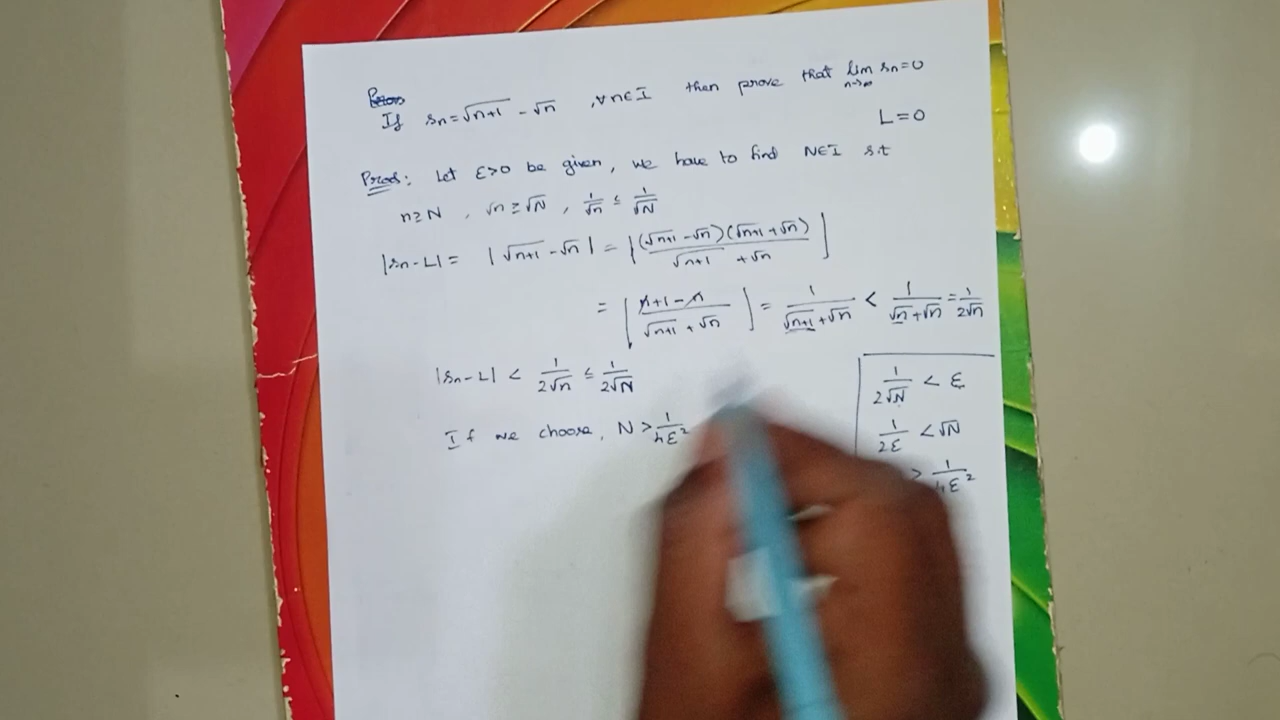 If sn = √n+1 - √n , ∀ n∈I then prove that lim n→∞ sn = 0
L = 0
Proof: Let ε>0 be given, we have to find N∈I s.t
n≥N , √n ≥ √N , 1/√n ≤ 1/√N
|sn-L| = |√n+1 - √n| = |(√n+1 - √n)(√n+1 + √n) / √n+1 + √n|
= |n+1-n / √n+1 + √n| = 1/√n+1 + √n < 1/√n + √n = 1/2√n
|sn-L| < 1/2√n ≤ 1/2√N
If we choose, N > 1/4ε²
1/2√N < ε
1/2ε < √N
> 1/4ε²